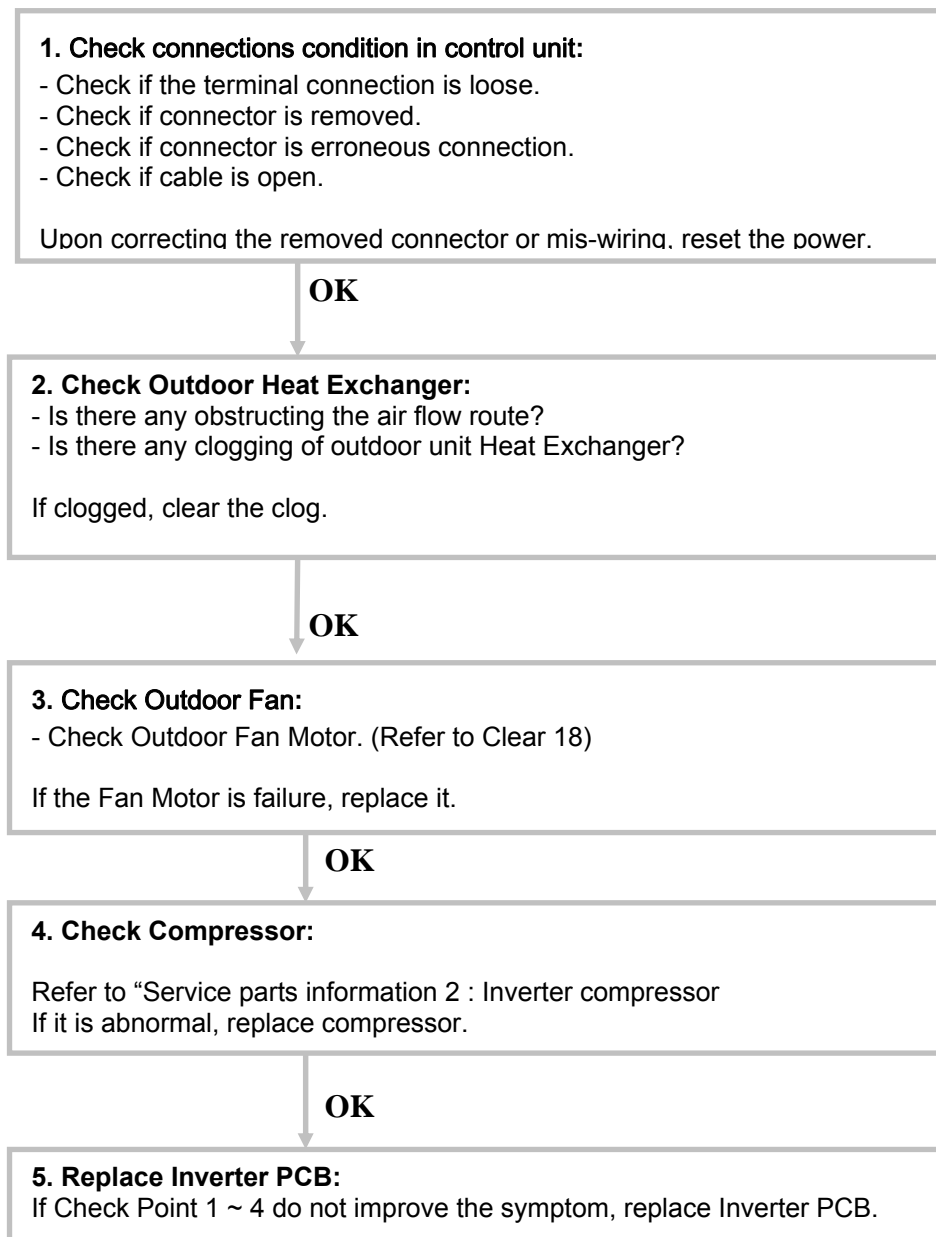 1. Check connections condition in control unit:
- Check if the terminal connection is loose.
- Check if connector is removed.
- Check if connector is erroneous connection.
- Check if cable is open.
Upon correcting the removed connector or mis-wiring, reset the power.
OK
2. Check Outdoor Heat Exchanger:
- Is there any obstructing the air flow route?
- Is there any clogging of outdoor unit Heat Exchanger?
If clogged, clear the clog.
OK
3. Check Outdoor Fan:
- Check Outdoor Fan Motor. (Refer to Clear 18)
If the Fan Motor is failure, replace it.
OK
4. Check Compressor:
Refer to “Service parts information 2 : Inverter compressor
If it is abnormal, replace compressor.
OK
5. Replace Inverter PCB:
If Check Point 1 ~ 4 do not improve the symptom, replace Inverter PCB.